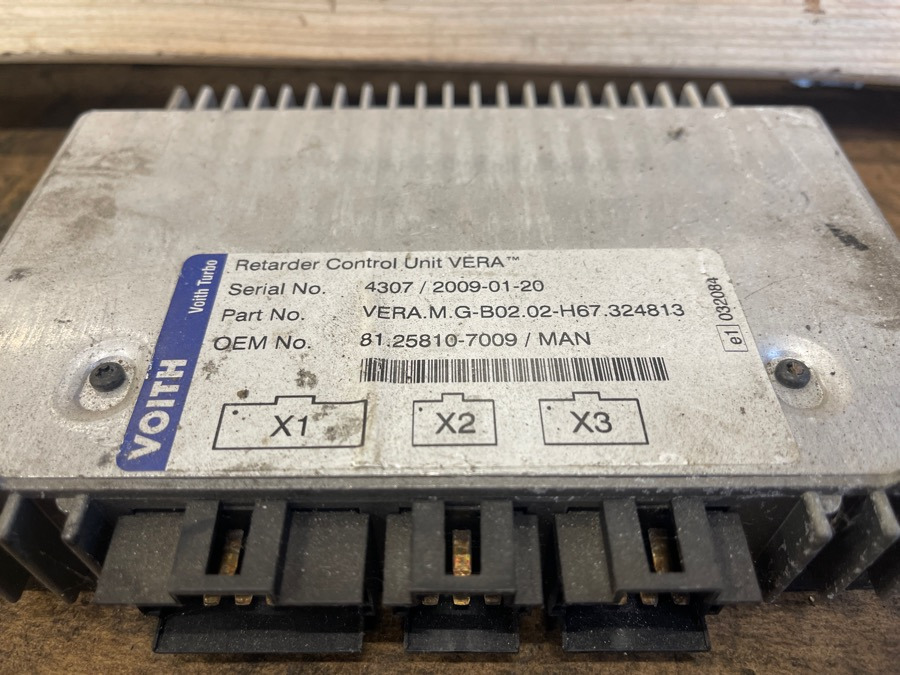 Voith Turbo
VOITH
Retarder Control Unit VERA™
Serial No. 4307 / 2009-01-20
Part No. VERA.M.G-B02.02-H67.324813
OEM No. 81.25810-7009 / MAN
e1 032084
X1 X2 X3